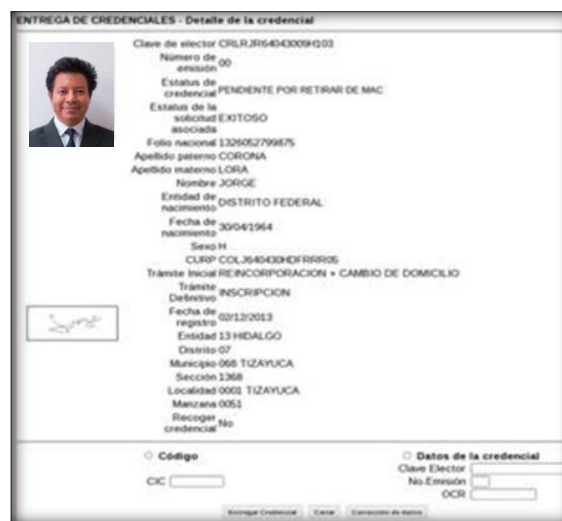 ENTREGA DE CREDENCIALES - Detalle de la credencial
Clave de elector CRLRJR64043009H103
Número de emisión 00
Estatus de credencial PENDIENTE POR RETIRAR DE MAC
Estatus de la solicitud asociada EXITOSO
Folio nacional 1326052799875
Apellido paterno CORONA
Apellido materno LORA
Nombre JORGE
Entidad de nacimiento DISTRITO FEDERAL
Fecha de nacimiento 30/04/1964
Sexo H
CURP COLJ640430HDFRRR05
Trámite Inicial REINCORPORACION + CAMBIO DE DOMICILIO
Trámite Definitivo INSCRIPCION
Fecha de registro 02/12/2013
Entidad 13 HIDALGO
Distrito 07
Municipio 068 TIZAYUCA
Sección 1368
Localidad 0001 TIZAYUCA
Manzana 0051
Recoger credencial No
Código
Datos de la credencial
Clave Elector
CIC
No.Emisión
OCR
Entregar Credencial
Cerrar
Corrección de datos